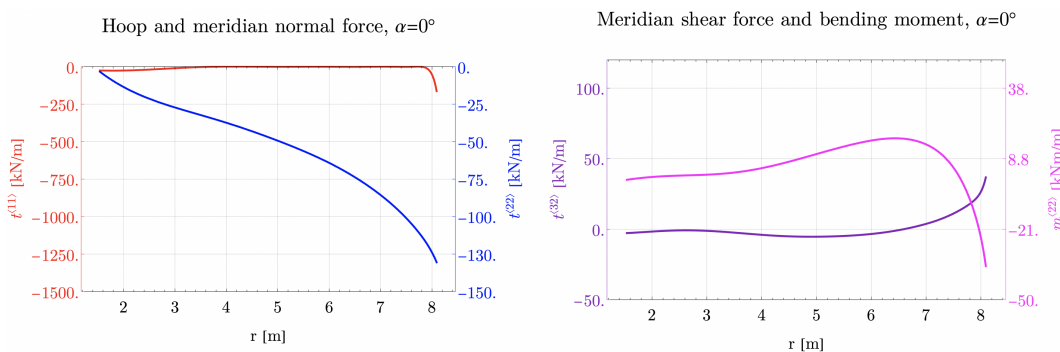 Hoop and meridian normal force, α=0°
0.
−250.
−500.
−750.
−1000.
−1250.
−1500.
t⟨11⟩ [kN/m]
0.
−25.
−50.
−75.
−100.
−130.
−150.
t⟨22⟩ [kN/m]
2 3 4 5 6 7 8
r [m]
Meridian shear force and bending moment, α=0°
100.
50.
0.
−50.
t⟨32⟩ [kN/m]
38.
8.8
−21.
−50.
m⟨22⟩ [kNm/m]
2 3 4 5 6 7 8
r [m]